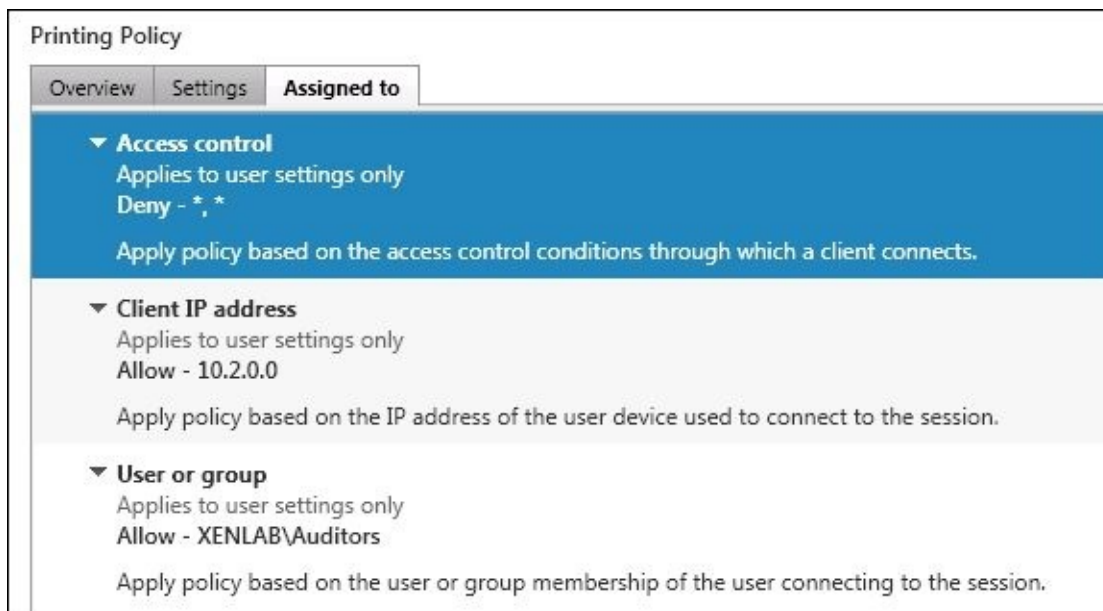 Printing Policy
Overview Settings Assigned to
Access control
Applies to user settings only
Deny - *, *
Apply policy based on the access control conditions through which a client connects.
Client IP address
Applies to user settings only
Allow - 10.2.0.0
Apply policy based on the IP address of the user device used to connect to the session.
User or group
Applies to user settings only
Allow - XENLAB\Auditors
Apply policy based on the user or group membership of the user connecting to the session.